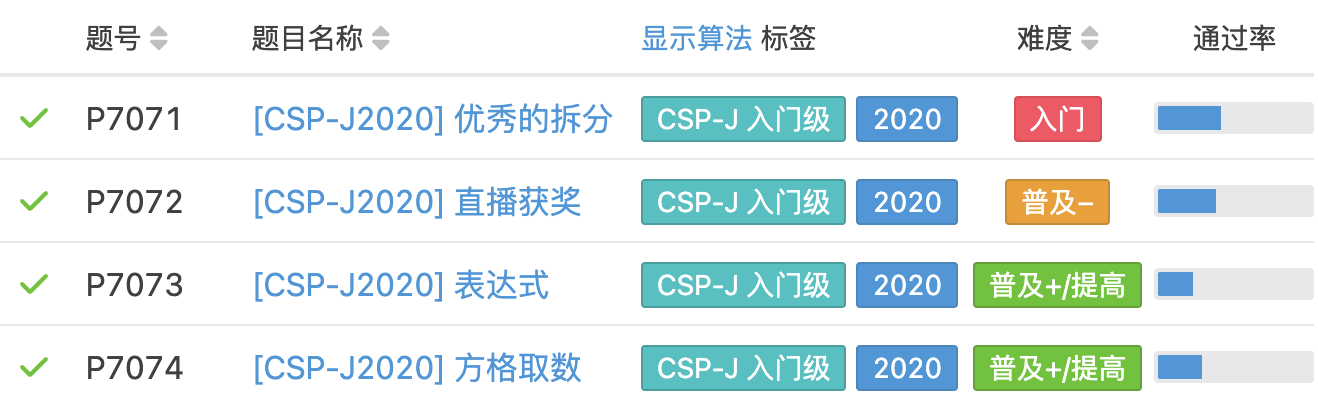 题号 题目名称 显示算法 标签 难度 通过率
P7071 [CSP-J2020] 优秀的拆分 CSP-J 入门级 2020 入门
P7072 [CSP-J2020] 直播获奖 CSP-J 入门级 2020 普及−
P7073 [CSP-J2020] 表达式 CSP-J 入门级 2020 普及+/提高
P7074 [CSP-J2020] 方格取数 CSP-J 入门级 2020 普及+/提高